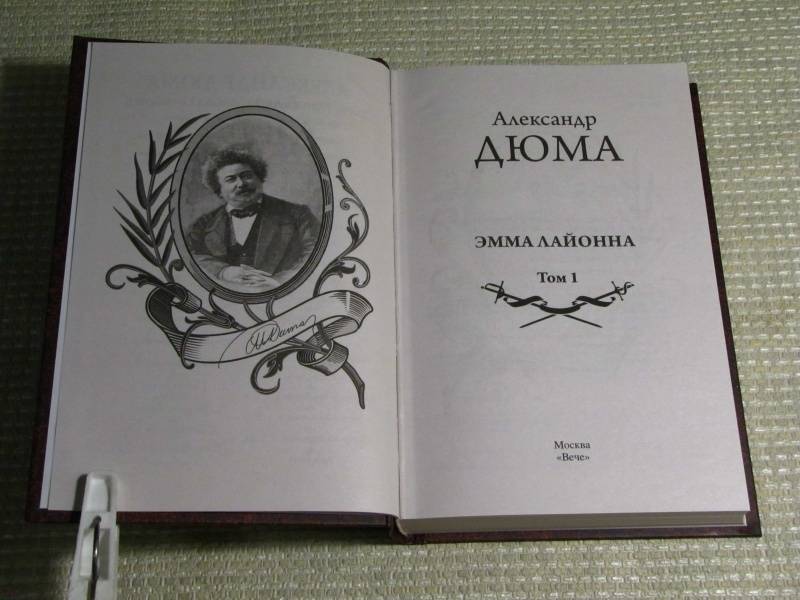 Александр
ДЮМА
ЭММА ЛАЙОННА
Том 1
Москва
«Вече»